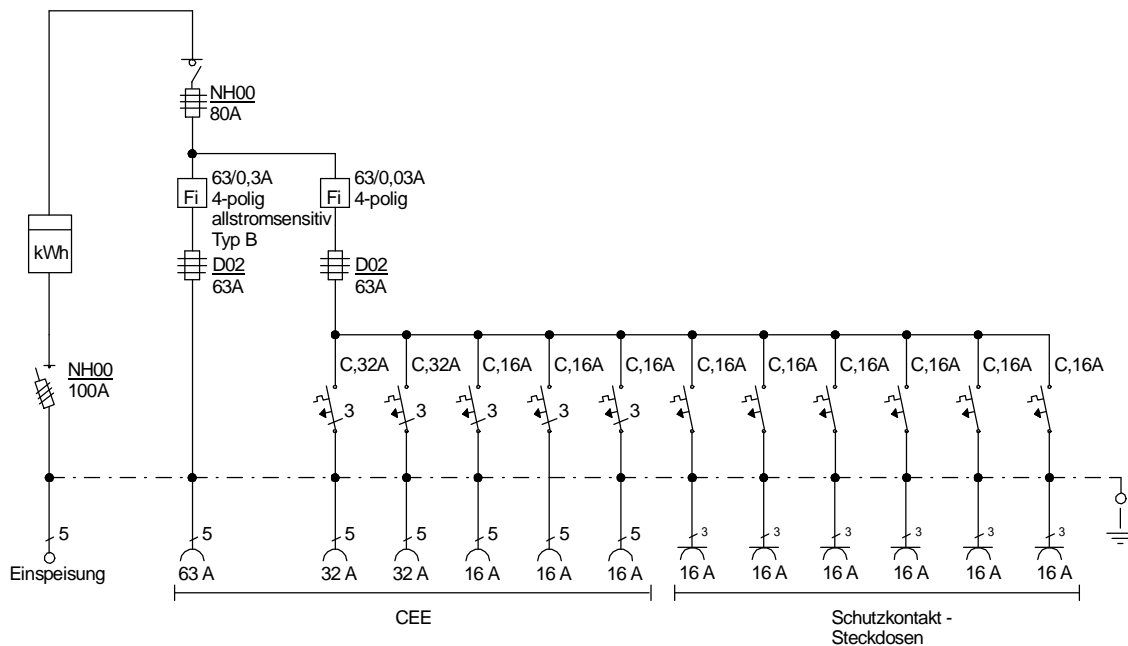 NH00
80A
63/0,3A
4-polig
allstromsensitiv
Typ B
Fi
63/0,03A
4-polig
Fi
kWh
D02
63A
D02
63A
NH00
100A
C,32A
C,32A
C,16A
C,16A
C,16A
C,16A
C,16A
C,16A
C,16A
C,16A
C,16A
3
3
3
3
3
5
5
5
5
5
5
5
3
3
3
3
3
3
Einspeisung
63 A
32 A
32 A
16 A
16 A
16 A
16 A
16 A
16 A
16 A
16 A
16 A
CEE
Schutzkontakt -
Steckdosen